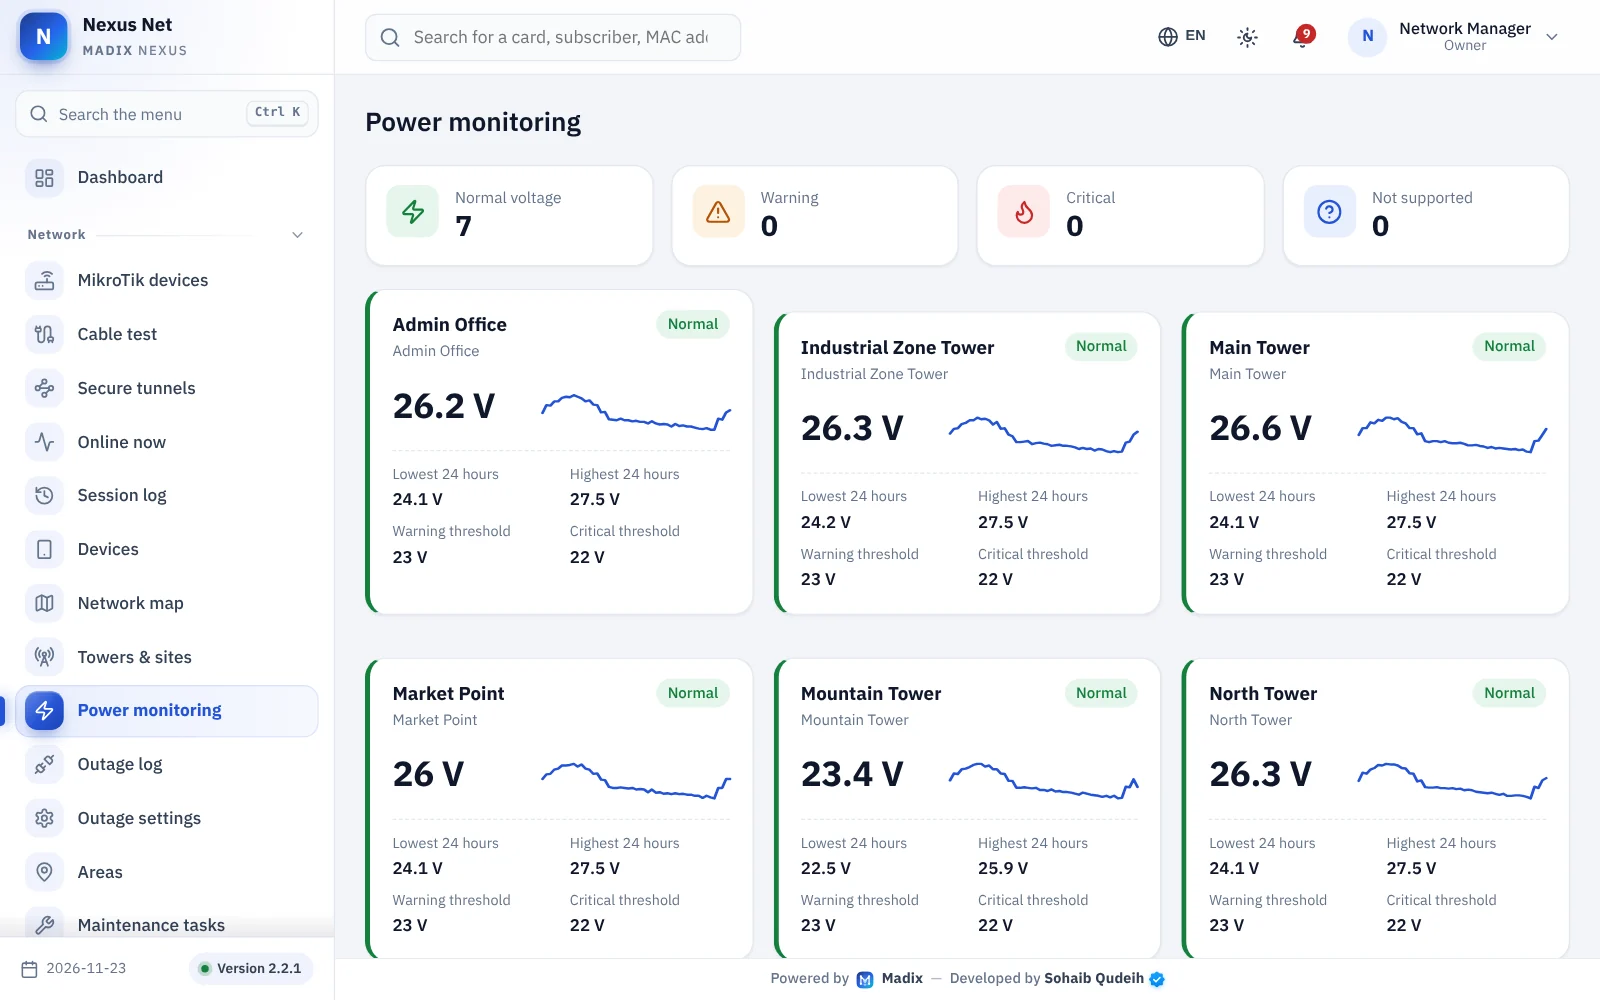 N
Nexus Net
MADIX NEXUS
Search the menu
Ctrl K
Dashboard
Network
MikroTik devices
Cable test
Secure tunnels
Online now
Session log
Devices
Network map
Towers & sites
Power monitoring
Outage log
Outage settings
Areas
Maintenance tasks
2026-11-23
Version 2.2.1
Search for a card, subscriber, MAC
EN
9
N
Network Manager
Owner
Power monitoring
Normal voltage
7
Warning
0
Critical
0
Not supported
0
Admin Office
Normal
Admin Office
26.2 V
Lowest 24 hours
Highest 24 hours
24.1 V
27.5 V
Warning threshold
Critical threshold
23 V
22 V
Industrial Zone Tower
Normal
Industrial Zone Tower
26.3 V
Lowest 24 hours
Highest 24 hours
24.2 V
27.5 V
Warning threshold
Critical threshold
23 V
22 V
Main Tower
Normal
Main Tower
26.6 V
Lowest 24 hours
Highest 24 hours
24.1 V
27.5 V
Warning threshold
Critical threshold
23 V
22 V
Market Point
Normal
Market Point
26 V
Lowest 24 hours
Highest 24 hours
24.1 V
27.5 V
Warning threshold
Critical threshold
23 V
22 V
Mountain Tower
Normal
Mountain Tower
23.4 V
Lowest 24 hours
Highest 24 hours
22.5 V
25.9 V
Warning threshold
Critical threshold
23 V
22 V
North Tower
Normal
North Tower
26.3 V
Lowest 24 hours
Highest 24 hours
24.1 V
27.5 V
Warning threshold
Critical threshold
23 V
22 V
Powered by Madix — Developed by Sohaib Qudeih